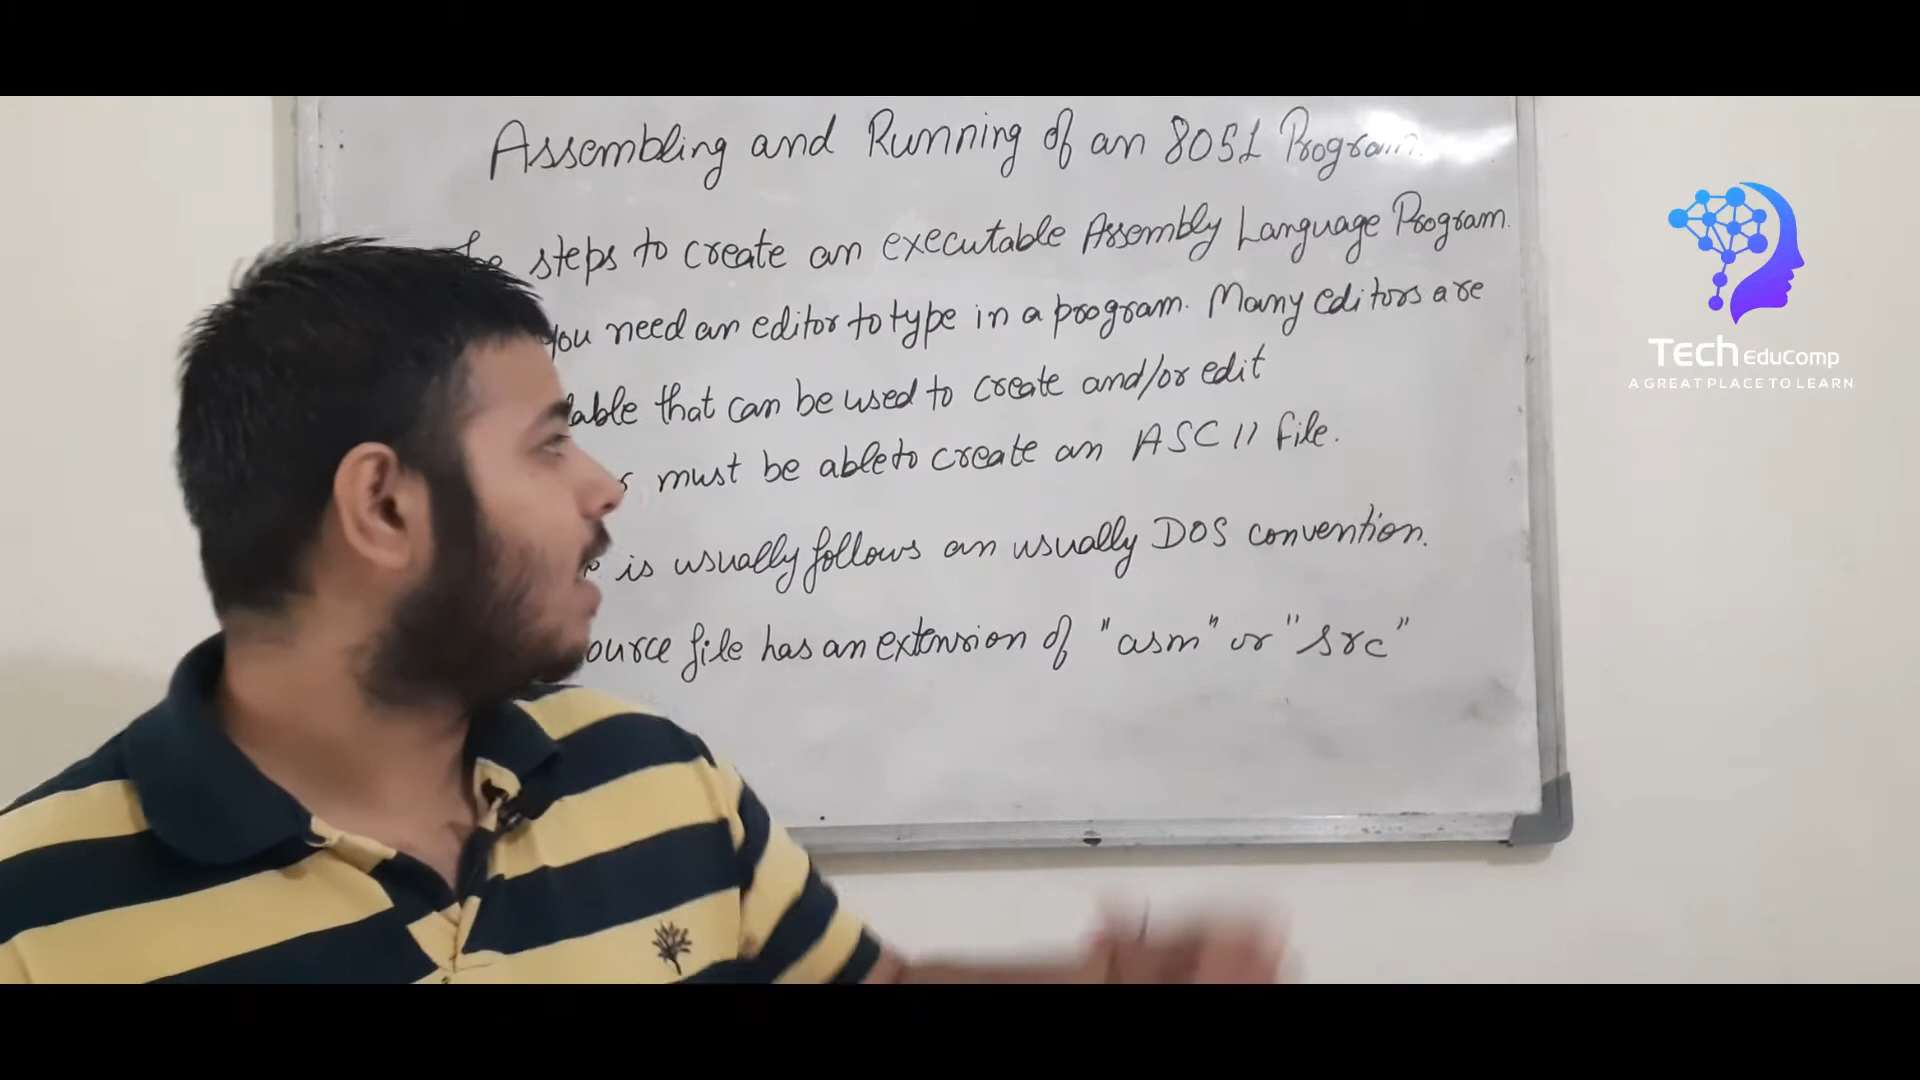 Assembling and Running of an 8051 Program.
steps to create an executable Assembly Language Program.
you need an editor to type in a program. Many editors are
that can be used to create and/or edit
must be able to create an ASCII file.
is usually follows an usually DOS convention.
ource file has an extension of "asm" or "src"
Tech EduComp
A GREAT PLACE TO LEARN